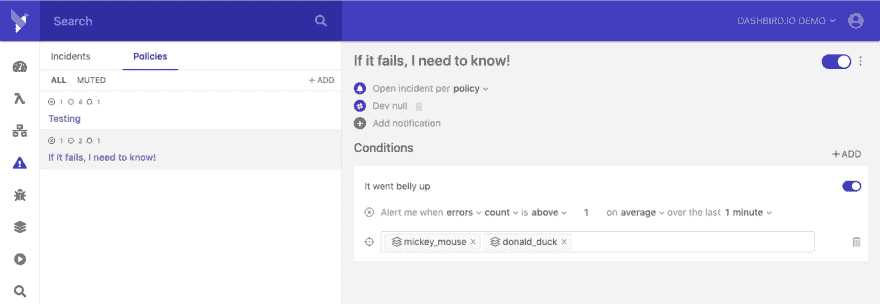 Search
DASHBIRD.IO DEMO
Incidents Policies
ALL MUTED + ADD
1 4 1
Testing
1 2 1
If it fails, I need to know!
If it fails, I need to know!
Open incident per policy
Dev null
Add notification
Conditions
+ ADD
It went belly up
Alert me when errors count is above 1 on average over the last 1 minute
mickey_mouse × donald_duck ×